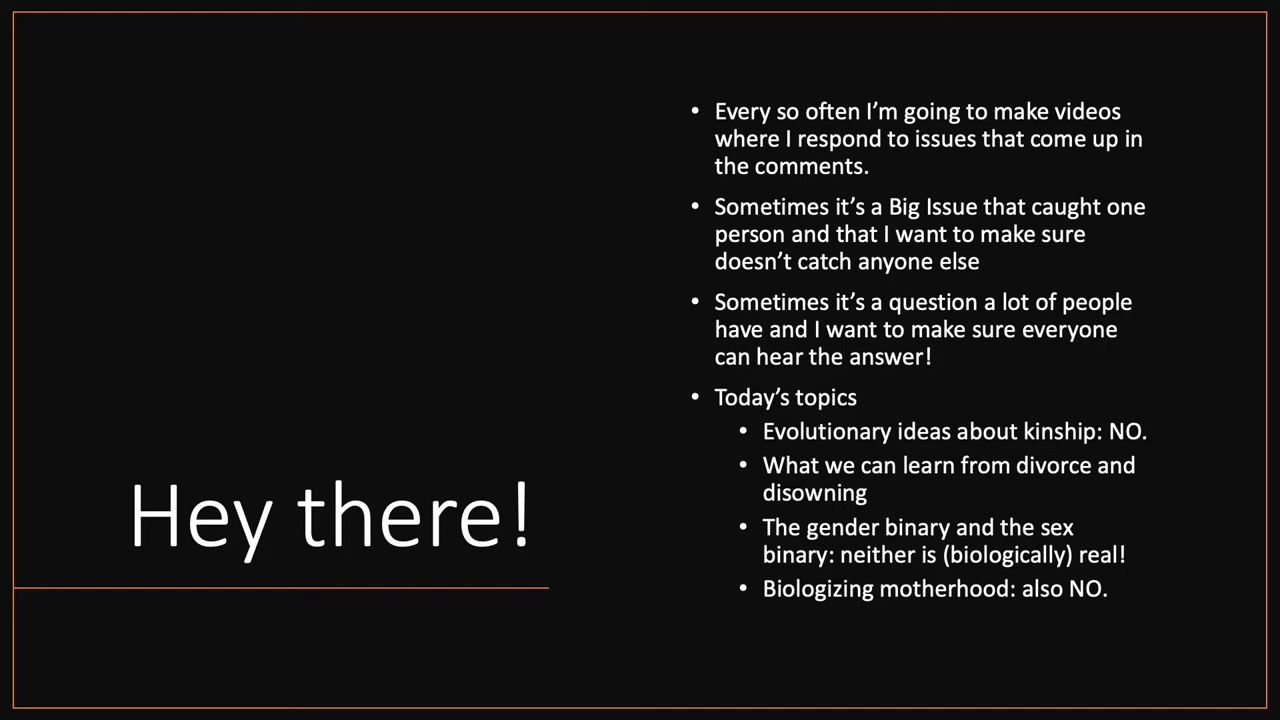 Hey there!
• Every so often I’m going to make videos
where I respond to issues that come up in
the comments.
• Sometimes it’s a Big Issue that caught one
person and that I want to make sure
doesn’t catch anyone else
• Sometimes it’s a question a lot of people
have and I want to make sure everyone
can hear the answer!
• Today’s topics
• Evolutionary ideas about kinship: NO.
• What we can learn from divorce and
disowning
• The gender binary and the sex
binary: neither is (biologically) real!
• Biologizing motherhood: also NO.